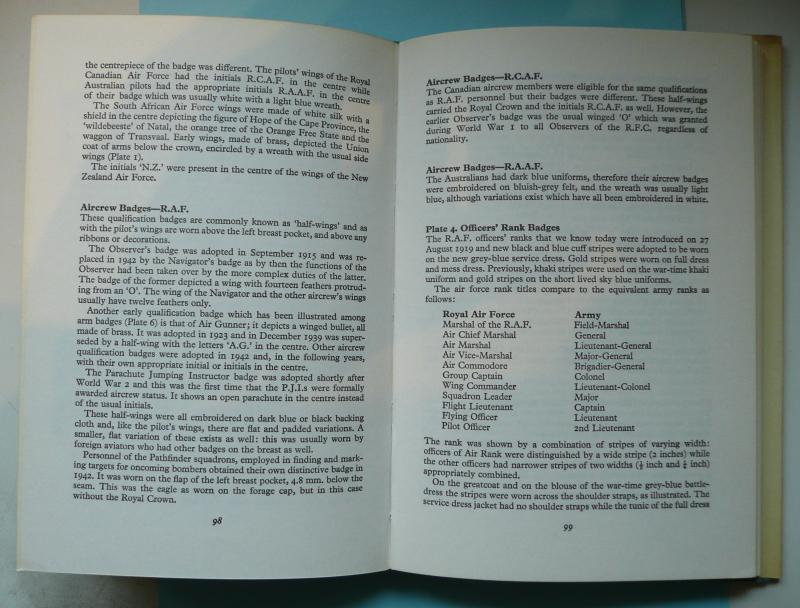 the centrepiece of the badge was different. The pilots' wings of the Royal
Canadian Air Force had the initials R.C.A.F. in the centre while
Australian pilots had the appropriate initials R.A.A.F. in the centre
of their badge which was usually white with a light blue wreath.
The South African Air Force wings were made of white silk with a
shield in the centre depicting the figure of Hope of the Cape Province, the
'wildebeeste' of Natal, the orange tree of the Orange Free State and the
waggon of Transvaal. Early wings, made of brass, depicted the Union
coat of arms below the crown, encircled by a wreath with the usual side
wings (Plate 1).
The initials 'N.Z.' were present in the centre of the wings of the New
Zealand Air Force.
Aircrew Badges—R.A.F.
These qualification badges are commonly known as 'half-wings' and as
with the pilot's wings are worn above the left breast pocket, and above any
ribbons or decorations.
The Observer's badge was adopted in September 1915 and was re-
placed in 1942 by the Navigator's badge as by then the functions of the
Observer had been taken over by the more complex duties of the latter.
The badge of the former depicted a wing with fourteen feathers protrud-
ing from an 'O'. The wing of the Navigator and the other aircrew's wings
usually have twelve feathers only.
Another early qualification badge which has been illustrated among
arm badges (Plate 6) is that of Air Gunner; it depicts a winged bullet, all
made of brass. It was adopted in 1923 and in December 1939 was super-
seded by a half-wing with the letters 'A.G.' in the centre. Other aircrew
qualification badges were adopted in 1942 and, in the following years,
with their own appropriate initial or initials in the centre.
The Parachute Jumping Instructor badge was adopted shortly after
World War 2 and this was the first time that the P.J.I.s were formally
awarded aircrew status. It shows an open parachute in the centre instead
of the usual initials.
These half-wings were all embroidered on dark blue or black backing
cloth and, like the pilot's wings, there are flat and padded variations. A
smaller, flat variation of these exists as well: this was usually worn by
foreign aviators who had other badges on the breast as well.
Personnel of the Pathfinder squadrons, employed in finding and mark-
ing targets for oncoming bombers obtained their own distinctive badge in
1942. It was worn on the flap of the left breast pocket, 4.8 mm. below the
seam. This was the eagle as worn on the forage cap, but in this case
without the Royal Crown.
98
Aircrew Badges—R.C.A.F.
The Canadian aircrew members were eligible for the same qualifications
as R.A.F. personnel but their badges were different. These half-wings
carried the Royal Crown and the initials R.C.A.F. as well. However, the
earlier Observer's badge was the usual winged 'O' which was granted
during World War 1 to all Observers of the R.F.C. regardless of
nationality.
Aircrew Badges—R.A.A.F.
The Australians had dark blue uniforms, therefore their aircrew badges
were embroidered on bluish-grey felt, and the wreath was usually light
blue, although variations exist which have all been embroidered in white.
Plate 4. Officers' Rank Badges
The R.A.F. officers' ranks that we know today were introduced on 27
August 1919 and new black and blue cuff stripes were adopted to be worn
on the new grey-blue service dress. Gold stripes were worn on full dress
and mess dress. Previously, khaki stripes were used on the war-time khaki
uniform and gold stripes on the short lived sky blue uniforms.
The air force rank titles compare to the equivalent army ranks as
follows:
Royal Air Force Army
Marshal of the R.A.F. Field-Marshal
Air Chief Marshal General
Air Marshal Lieutenant-General
Air Vice-Marshal Major-General
Air Commodore Brigadier-General
Group Captain Colonel
Wing Commander Lieutenant-Colonel
Squadron Leader Major
Flight Lieutenant Captain
Flying Officer Lieutenant
Pilot Officer 2nd Lieutenant
The rank was shown by a combination of stripes of varying width:
officers of Air Rank were distinguished by a wide stripe (2 inches) while
the other officers had narrower stripes of two widths (½ inch and ¼ inch)
appropriately combined.
On the greatcoat and on the blouse of the war-time grey-blue battle-
dress the stripes were worn across the shoulder straps, as illustrated. The
service dress jacket had no shoulder straps while the tunic of the full dress
99